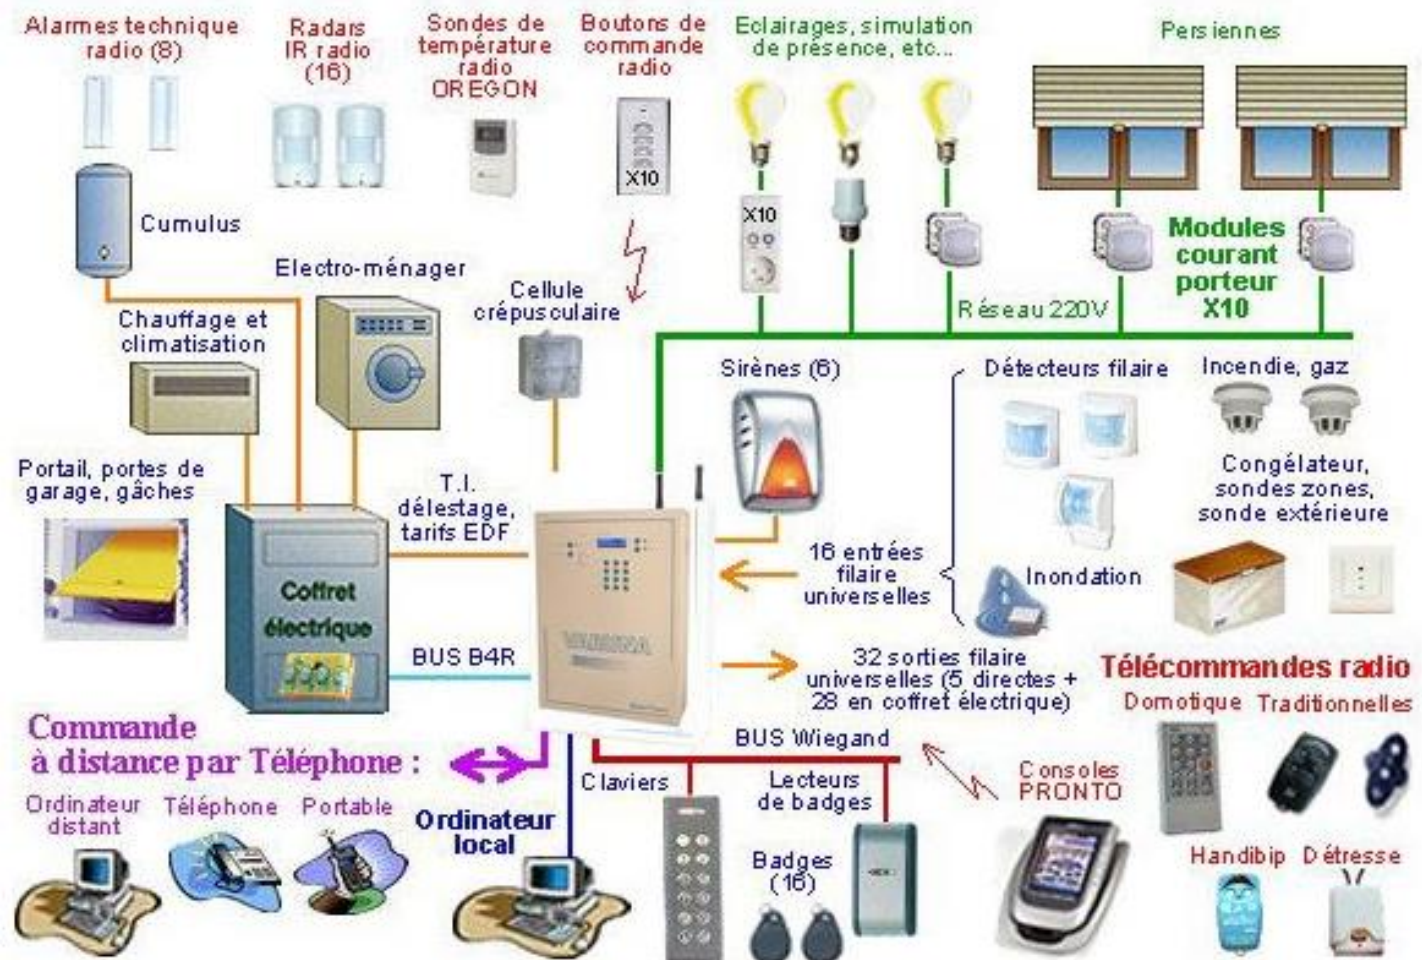 Alarmes technique
radio (8)
Radars
IR radio
(16)
Sondes de
température
radio
OREGON
Boutons de
commande
radio
Eclairages, simulation
de présence, etc...
Persiennes
X10
X10
Cumulus
Electro-ménager
Cellule
crépusculaire
Modules
courant
porteur
X10
Réseau 220V
Chauffage et
climatisation
Sirènes (6)
Détecteurs filaire
Incendie, gaz
Portail, portes de
garage, gâches
T.I.
délestage,
tarifs EDF
Congélateur,
sondes zones,
sonde extérieure
16 entrées
filaire
universelles
Inondation
Coffret
électrique
VARUNA
BUS B4R
32 sorties filaire
universelles (5 directes +
28 en coffret électrique)
Télécommandes radio
Domotique
Traditionnelles
Commande
à distance par Téléphone :
BUS Wiegand
Claviers
Lecteurs
de badges
Consoles
PRONTO
Ordinateur
distant
Téléphone
Portable
Ordinateur
local
Badges
(16)
Handibip
Détresse